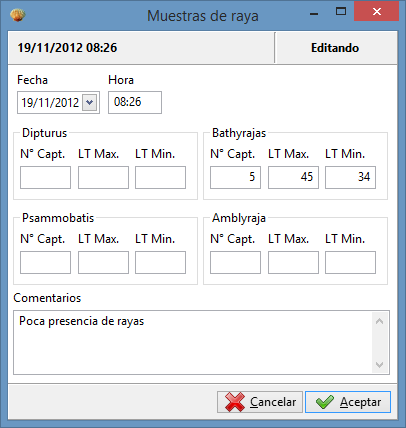 Muestras de raya
19/11/2012 08:26 Editando
Fecha Hora
19/11/2012 08:26
Dipturus Bathyrajas
N° Capt. LT Max. LT Min. N° Capt. LT Max. LT Min.
5 45 34
Psammobatis Amblyraja
N° Capt. LT Max. LT Min. N° Capt. LT Max. LT Min.
Comentarios
Poca presencia de rayas
Cancelar Aceptar